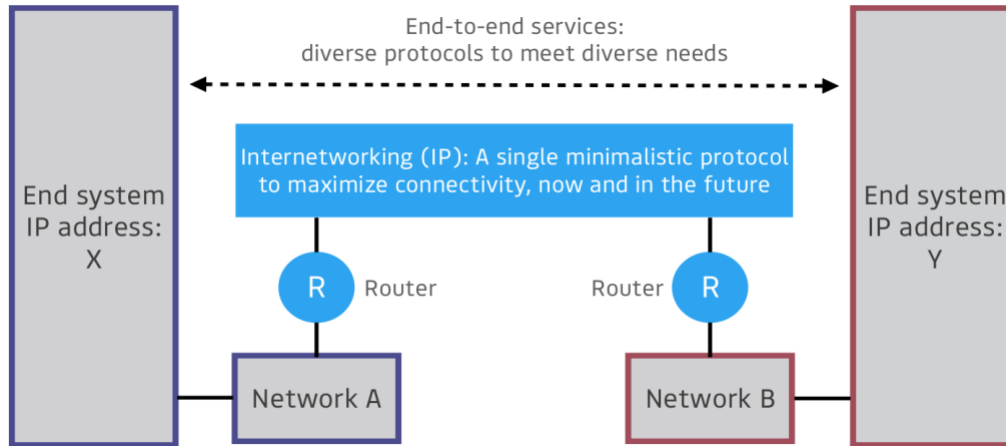 End-to-end services:
diverse protocols to meet diverse needs
Internetworking (IP): A single minimalistic protocol
to maximize connectivity, now and in the future
End system
IP address:
X
End system
IP address:
Y
R
Router
Router
R
Network A
Network B